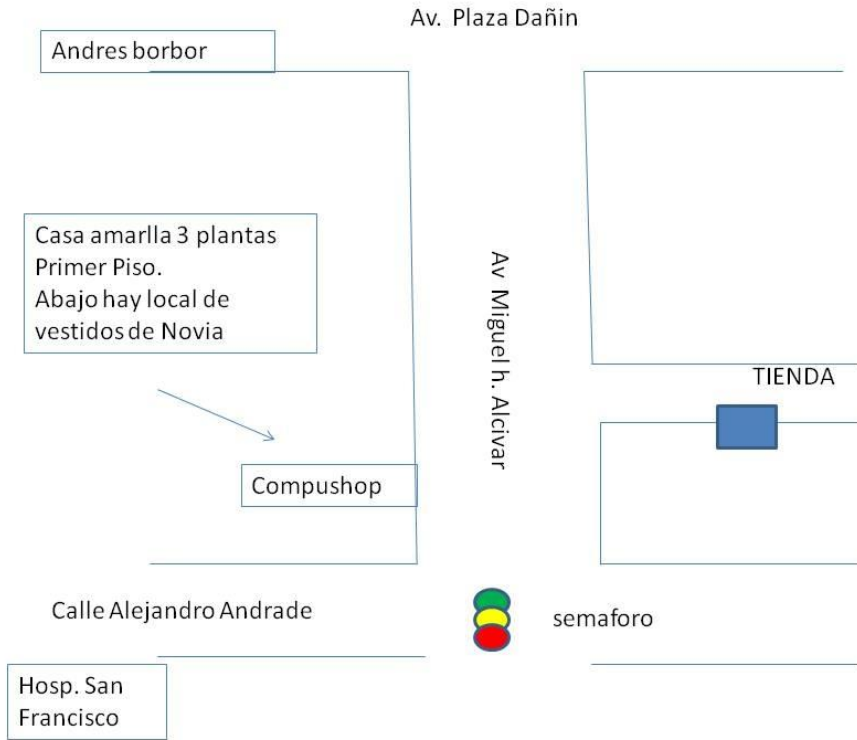 Av. Plaza Dañin
Andres borbor
Casa amarlla 3 plantas
Primer Piso.
Abajo hay local de
vestidos de Novia
Av Miguel h. Alcivar
TIENDA
Compushop
Calle Alejandro Andrade
semaforo
Hosp. San
Francisco